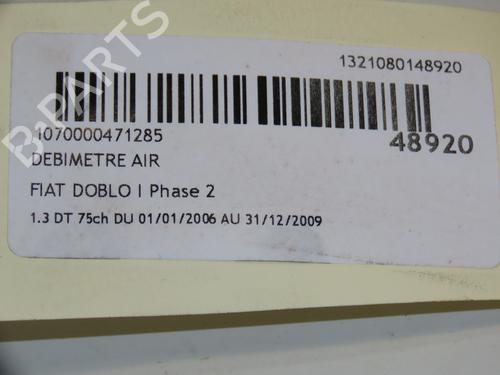 B-PARTS
1321080148920
1070000471285
48920
DEBIMETRE AIR
FIAT DOBLO I Phase 2
1.3 DT 75ch DU 01/01/2006 AU 31/12/2009